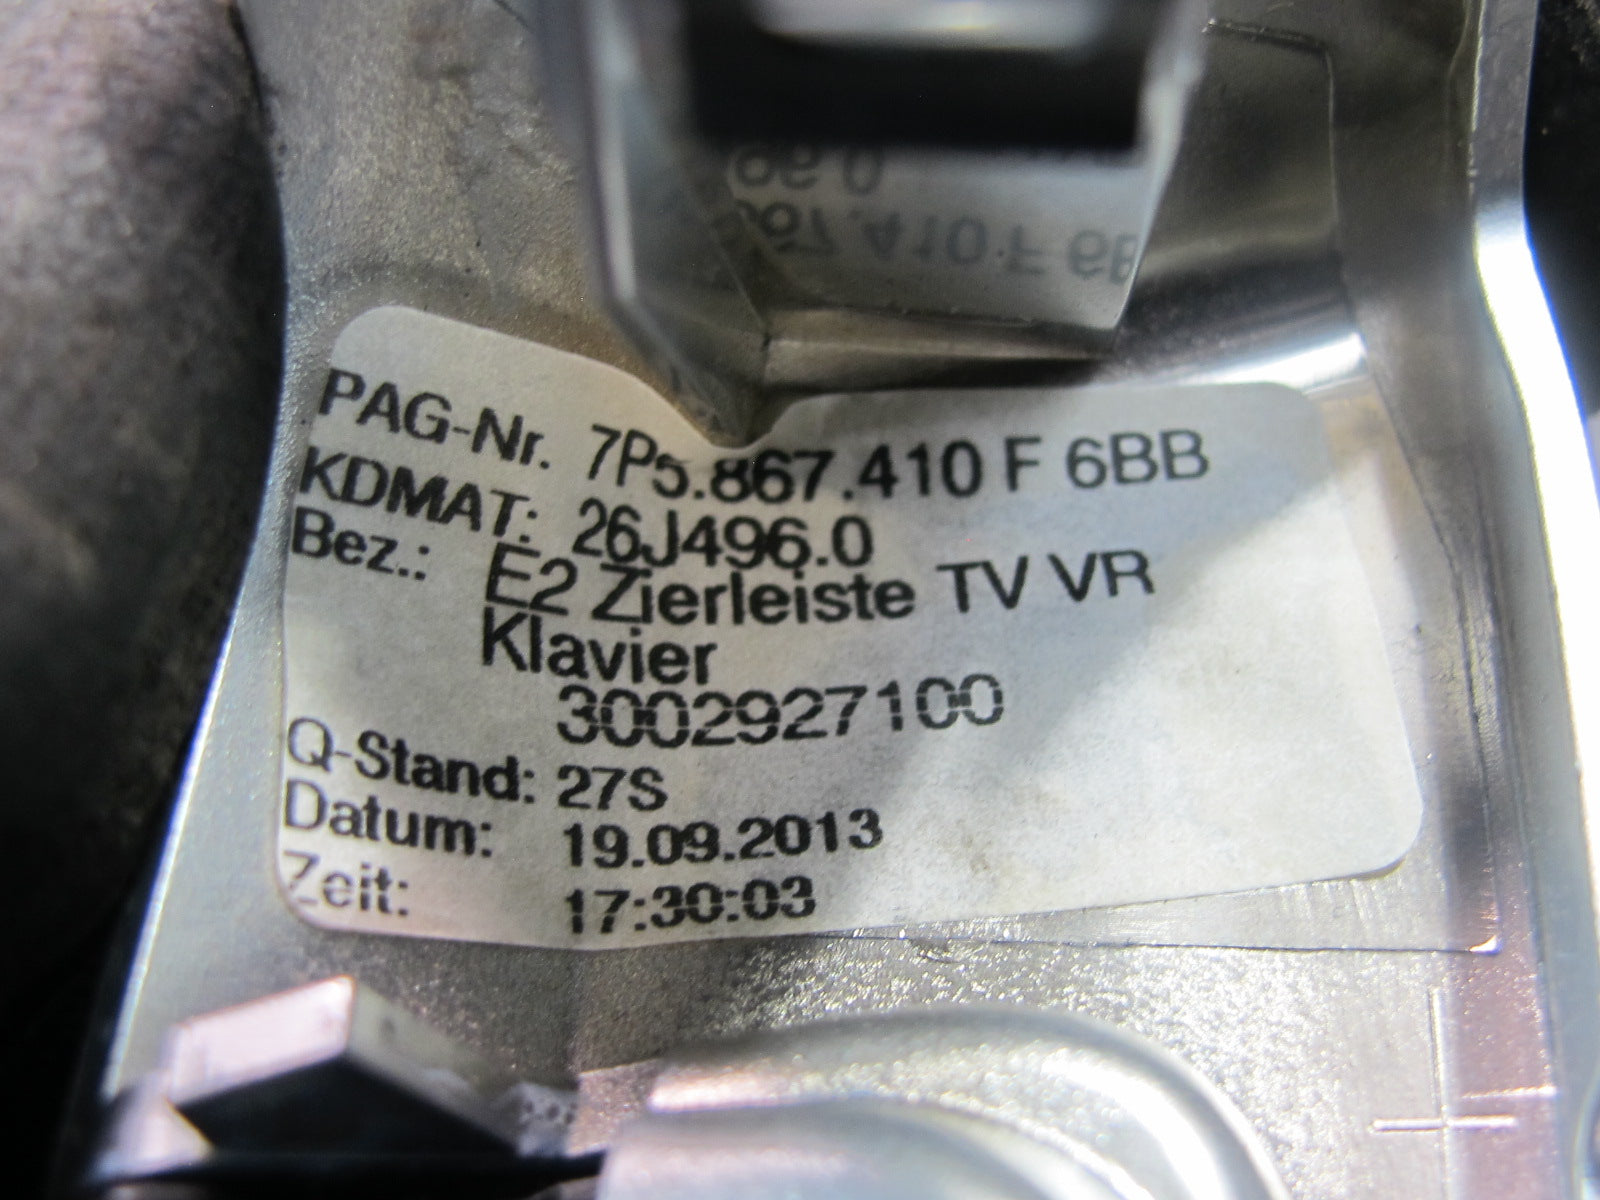 PAG-Nr. 7P5.867.410 F 6BB
KDMAT: 26J496.0
Bez.: E2 Zierleiste TV VR
Klavier
3002927100
Q-Stand: 27S
Datum: 19.09.2013
Zeit: 17:30:03